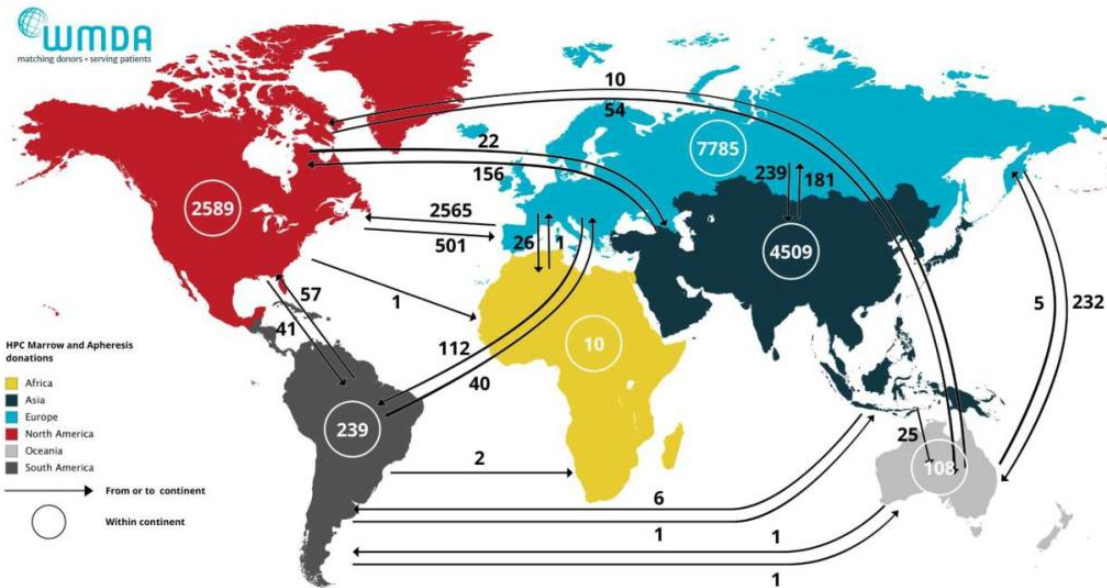 WMDA
matching donors • serving patients
10
54
22
156
7785
239
181
2589
2565
501
26
1
4509
57
41
1
5
232
HPC Marrow and Apheresis
donations
Africa
Asia
Europe
North America
Oceania
South America
From or to continent
Within continent
112
40
10
239
25
108
2
6
1
1
1